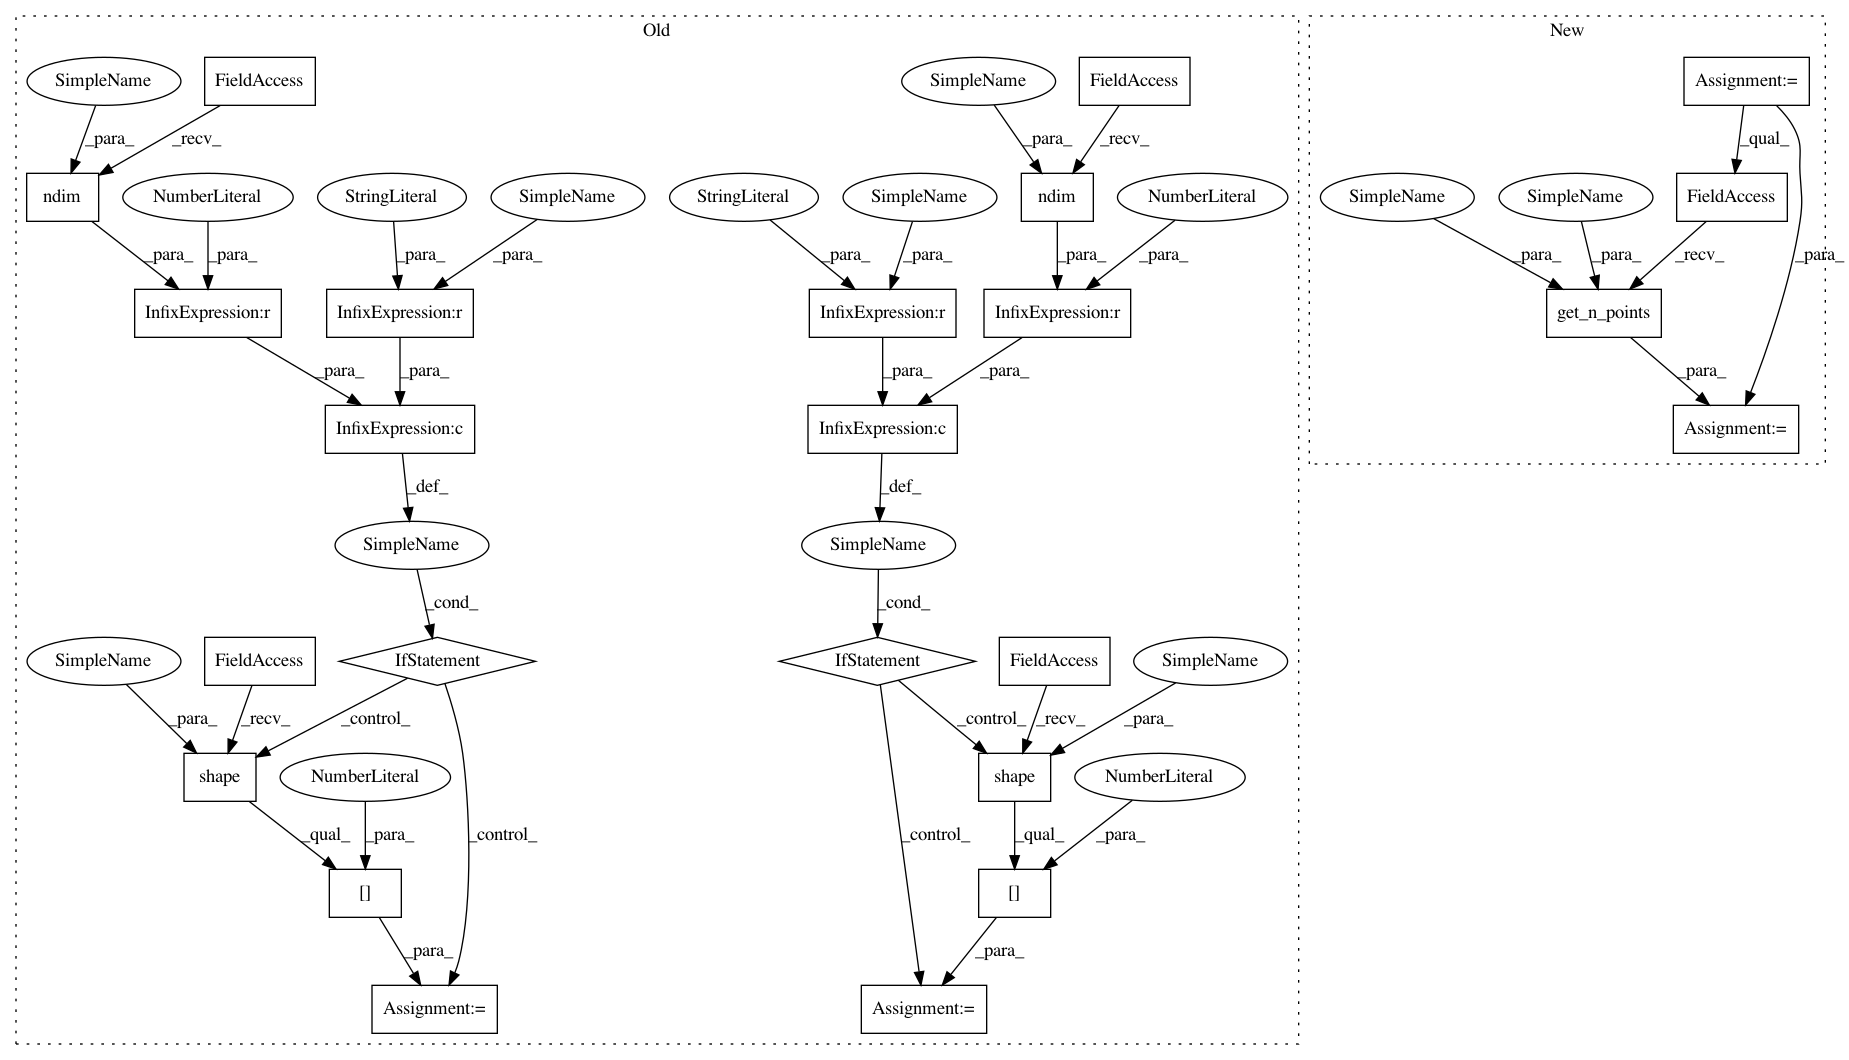 Old
New
SimpleName
FieldAccess
SimpleName
FieldAccess
Assignment:=
_para_
_recv_
_para_
_recv_
_qual_
ndim
NumberLiteral
StringLiteral
SimpleName
StringLiteral
SimpleName
ndim
NumberLiteral
SimpleName
SimpleName
FieldAccess
_para_
_para_
_para_
_para_
_para_
_para_
_para_
_para_
_para_
_para_
_recv_
_para_
InfixExpression:r
InfixExpression:r
InfixExpression:r
InfixExpression:r
get_n_points
_para_
_para_
_para_
_para_
_para_
InfixExpression:c
InfixExpression:c
Assignment:=
_def_
_def_
SimpleName
SimpleName
_cond_
_cond_
SimpleName
FieldAccess
IfStatement
IfStatement
FieldAccess
SimpleName
_para_
_recv_
_control_
_control_
_recv_
_para_
shape
NumberLiteral
shape
NumberLiteral
_qual_
_para_
_control_
_control_
_qual_
_para_
[]
[]
_para_
_para_
Assignment:=
Assignment:=